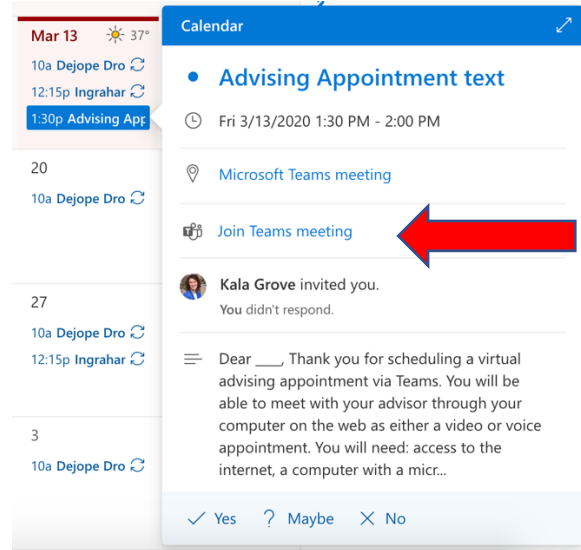 Mar 13 37°
10a Dejope Dro
12:15p Ingrahar
1:30p Advising App
20
10a Dejope Dro
27
10a Dejope Dro
12:15p Ingrahar
3
10a Dejope Dro
Calendar
Advising Appointment text
Fri 3/13/2020 1:30 PM - 2:00 PM
Microsoft Teams meeting
Join Teams meeting
Kala Grove invited you.
You didn't respond.
Dear ____, Thank you for scheduling a virtual
advising appointment via Teams. You will be
able to meet with your advisor through your
computer on the web as either a video or voice
appointment. You will need: access to the
internet, a computer with a micr...
Yes ? Maybe No